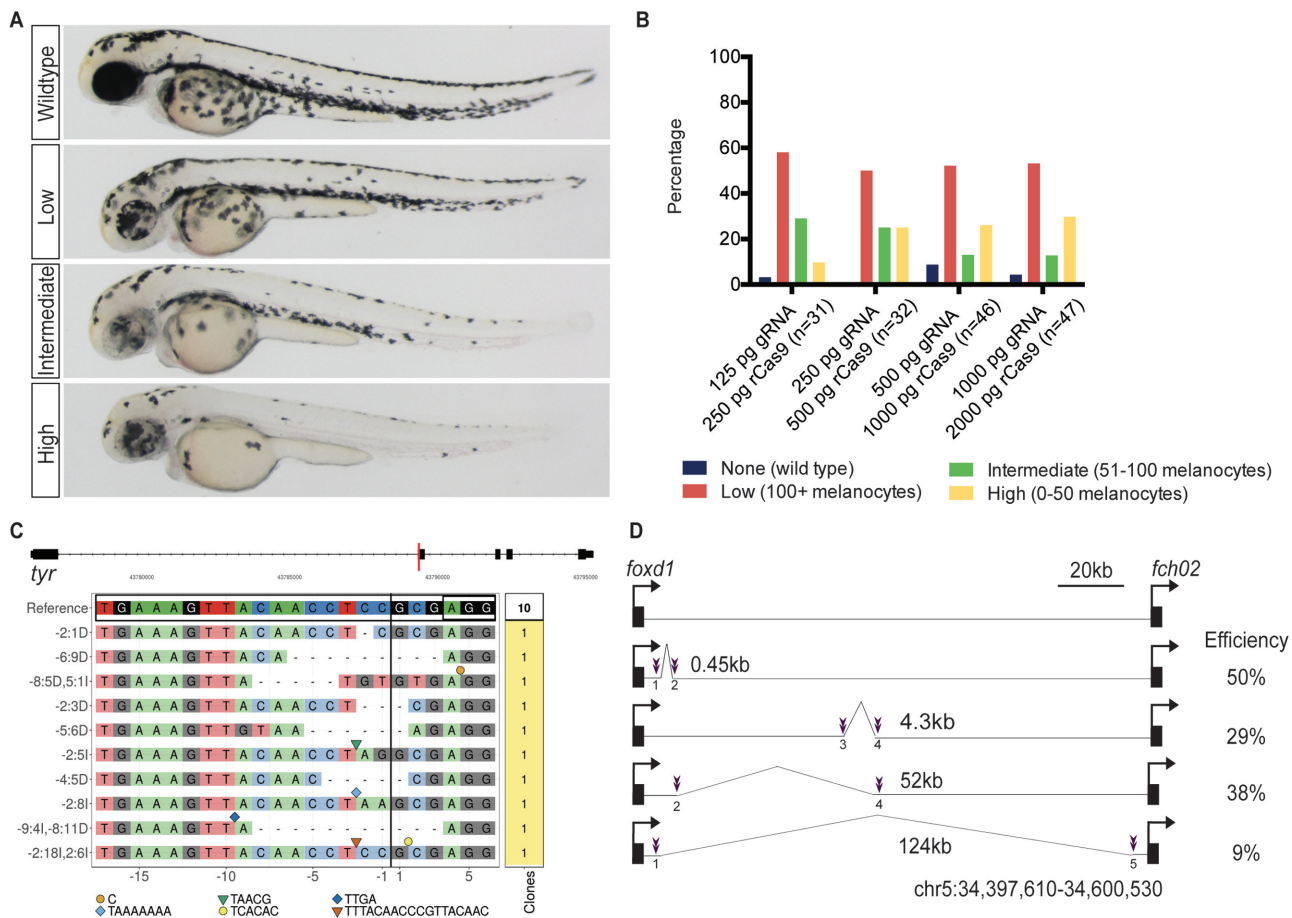 A
Wildtype
Low
Intermediate
High
B
Percentage
100
80
60
40
20
0
125 pg gRNA
250 pg rCas9 (n=31)
250 pg gRNA
500 pg rCas9 (n=32)
500 pg gRNA
1000 pg rCas9 (n=46)
1000 pg gRNA
2000 pg rCas9 (n=47)
None (wild type)
Low (100+ melanocytes)
Intermediate (51-100 melanocytes)
High (0-50 melanocytes)
C
tyr
43780000 43785000 43790000 43795000
Reference T G A A A G T T A C A A C C T C C G C G A G G 10
-2:1D T G A A A G T T A C A A C C T - C G C G A G G 1
-6:9D T G A A A G T T A C A - - - - - - - - - A G G 1
-8:5D,5:1I T G A A A G T T A - - - - - T G T G T G A G G 1
-2:3D T G A A A G T T A C A A C C T - - - C G A G G 1
-5:6D T G A A A G T T G T A A - - - - - - A G A G G 1
-2:5I T G A A A G T T A C A A C C T A G G C G A G G 1
-4:5D T G A A A G T T A C A A C - - - - - C G A G G 1
-2:8I T G A A A G T T A C A A C C T A A G C G A G G 1
-9:4I,-8:11D T G A A A G T T A - - - - - - - - - - - A G G 1
-2:18I,2:6I T G A A A G T T A C A A C C T C C G C G A G G 1
-15 -10 -5 -1 1 5
Clones
C TAACG TTGA
TAAAAAAA TCACAC TTTACAACCCGTTACAAC
D
foxd1 20kb fch02
Efficiency
0.45kb 50%
1 2
4.3kb 29%
3 4
52kb 38%
2 4
124kb 9%
1 5
chr5:34,397,610-34,600,530